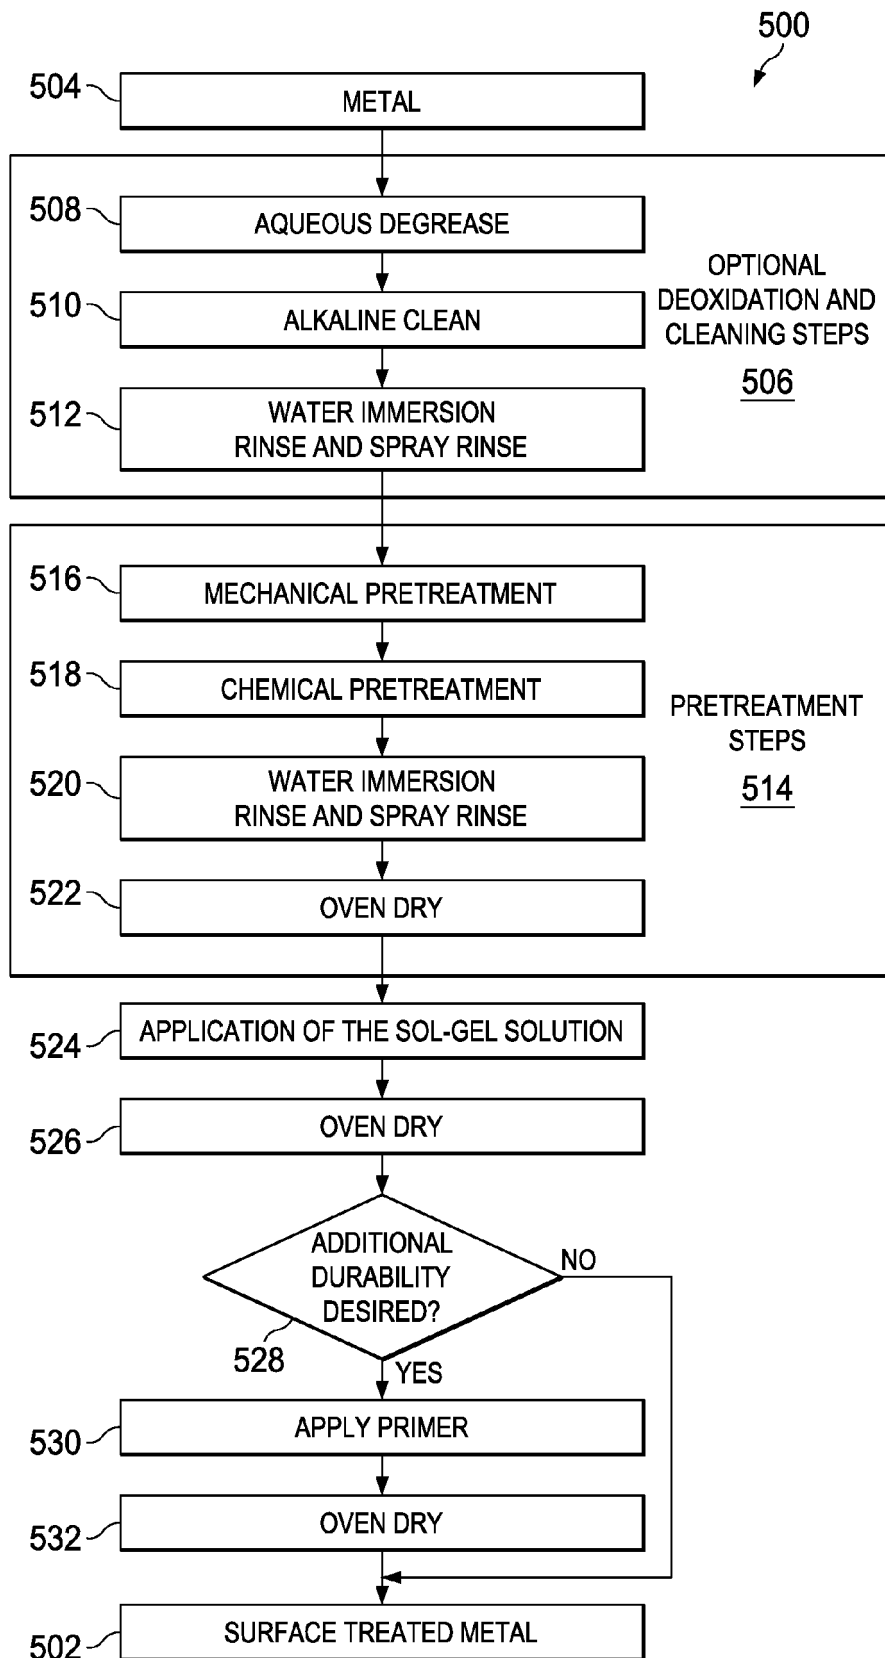 500
504
METAL
508
AQUEOUS DEGREASE
510
ALKALINE CLEAN
512
WATER IMMERSION
RINSE AND SPRAY RINSE
OPTIONAL
DEOXIDATION AND
CLEANING STEPS
506
516
MECHANICAL PRETREATMENT
518
CHEMICAL PRETREATMENT
520
WATER IMMERSION
RINSE AND SPRAY RINSE
522
OVEN DRY
PRETREATMENT
STEPS
514
524
APPLICATION OF THE SOL-GEL SOLUTION
526
OVEN DRY
ADDITIONAL
DURABILITY
DESIRED?
528
NO
YES
530
APPLY PRIMER
532
OVEN DRY
502
SURFACE TREATED METAL